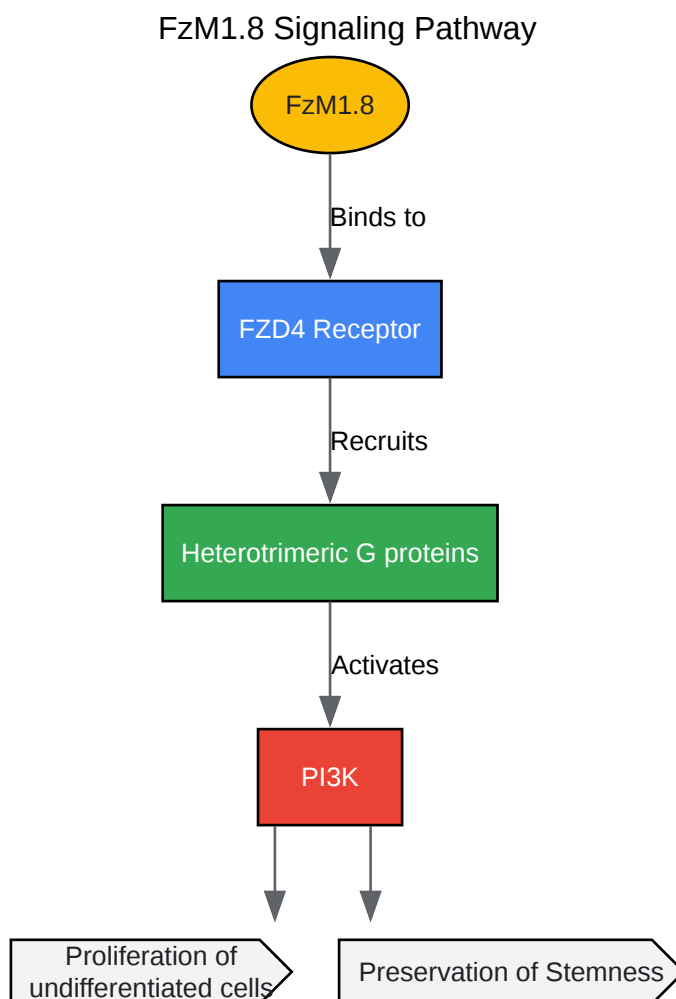 FzM1.8 Signaling Pathway
FzM1.8
Binds to
FZD4 Receptor
Recruits
Heterotrimeric G proteins
Activates
PI3K
Proliferation of
undifferentiated cells
Preservation of Stemness